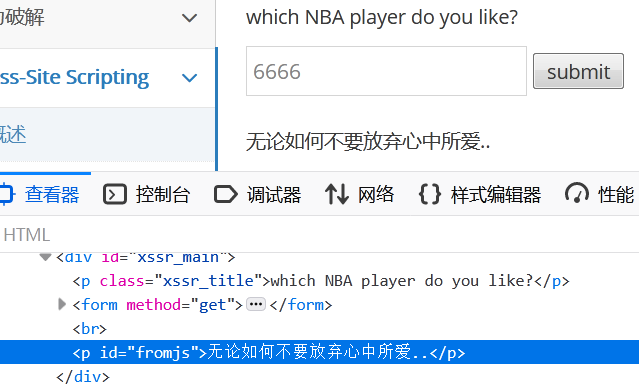 破解
which NBA player do you like?
ss-Site Scripting
6666
submit
概述
无论如何不要放弃心中所爱..
查看器
控制台
调试器
网络
样式编辑器
性能
HTML
<div id="xssr_main">
<p class="xssr_title">which NBA player do you like?</p>
<form method="get">···</form>
<br>
<p id="fromjs">无论如何不要放弃心中所爱..</p>
</div>